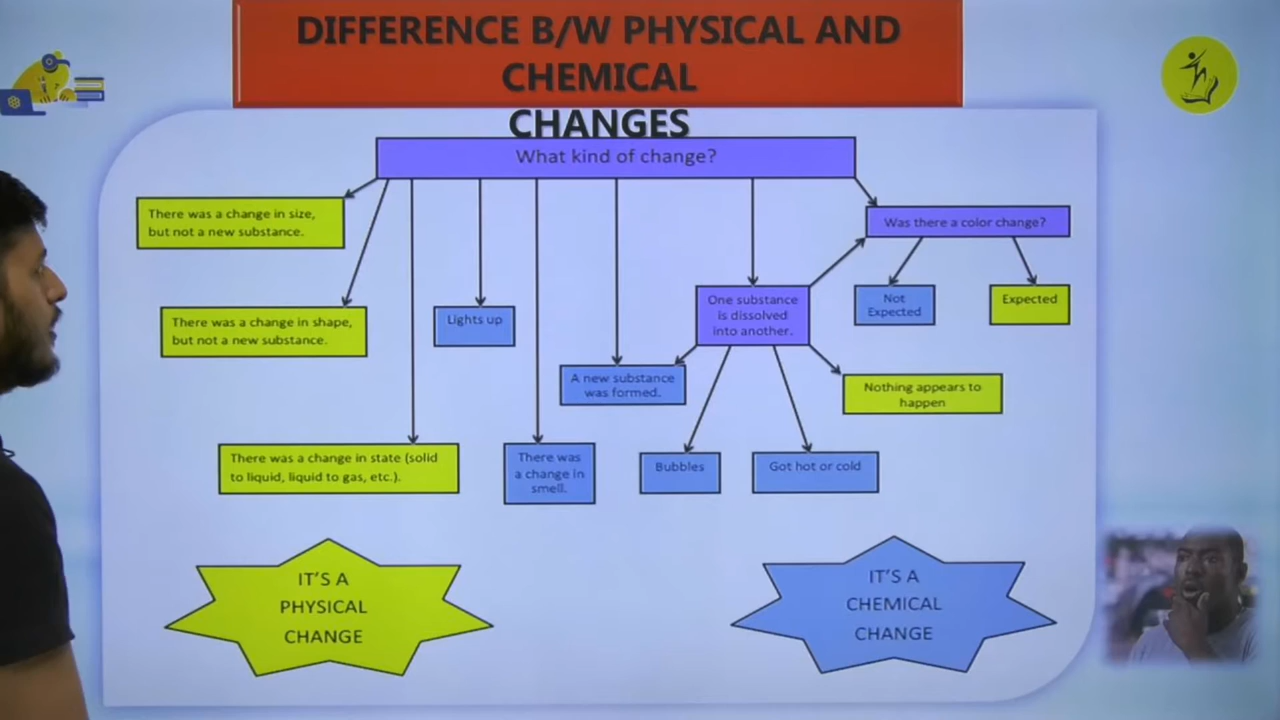 DIFFERENCE B/W PHYSICAL AND
CHEMICAL
CHANGES
What kind of change?
There was a change in size,
but not a new substance.
Was there a color change?
There was a change in shape,
but not a new substance.
Lights up
One substance
is dissolved
into another.
Not
Expected
Expected
A new substance
was formed.
Nothing appears to
happen
There was a change in state (solid
to liquid, liquid to gas, etc.).
There was
a change in
smell.
Bubbles
Got hot or cold
IT'S A
PHYSICAL
CHANGE
IT'S A
CHEMICAL
CHANGE